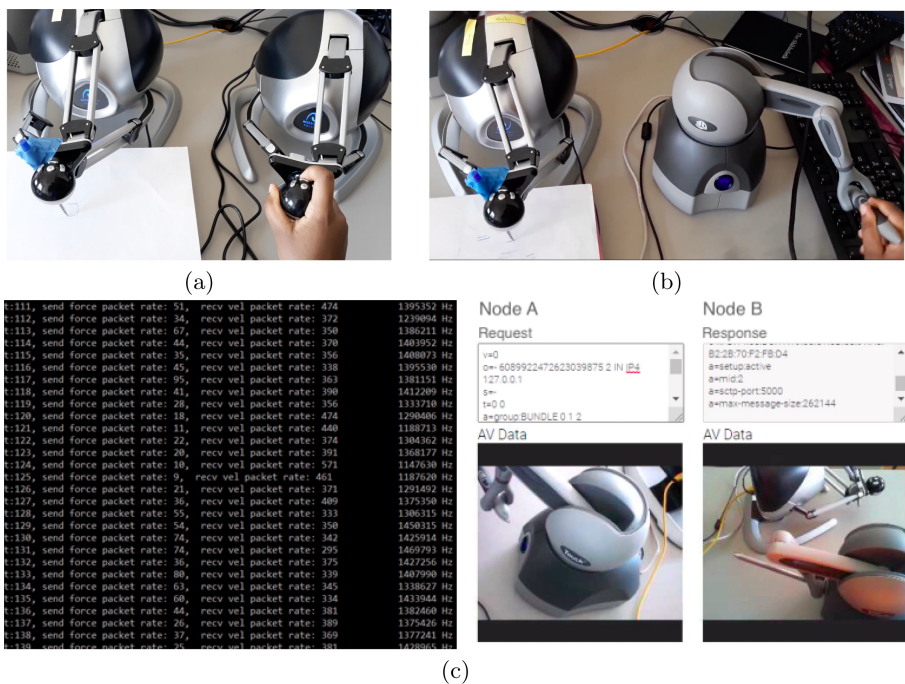 (a)
(b)
t:111, send force packet rate: 51, recv vel packet rate: 474 1395352 Hz
t:112, send force packet rate: 34, recv vel packet rate: 372 1239094 Hz
t:113, send force packet rate: 67, recv vel packet rate: 350 1386211 Hz
t:114, send force packet rate: 44, recv vel packet rate: 370 1403952 Hz
t:115, send force packet rate: 35, recv vel packet rate: 356 1408073 Hz
t:116, send force packet rate: 45, recv vel packet rate: 338 1395530 Hz
t:117, send force packet rate: 95, recv vel packet rate: 363 1381151 Hz
t:118, send force packet rate: 41, recv vel packet rate: 390 1412209 Hz
t:119, send force packet rate: 28, recv vel packet rate: 356 1333710 Hz
t:120, send force packet rate: 18, recv vel packet rate: 474 1290406 Hz
t:121, send force packet rate: 11, recv vel packet rate: 440 1188713 Hz
t:122, send force packet rate: 22, recv vel packet rate: 374 1304362 Hz
t:123, send force packet rate: 20, recv vel packet rate: 391 1368177 Hz
t:124, send force packet rate: 10, recv vel packet rate: 571 1147630 Hz
t:125, send force packet rate: 9, recv vel packet rate: 461 1187620 Hz
t:126, send force packet rate: 21, recv vel packet rate: 371 1291492 Hz
t:127, send force packet rate: 36, recv vel packet rate: 409 1375350 Hz
t:128, send force packet rate: 55, recv vel packet rate: 333 1306315 Hz
t:129, send force packet rate: 54, recv vel packet rate: 350 1450315 Hz
t:130, send force packet rate: 74, recv vel packet rate: 342 1425914 Hz
t:131, send force packet rate: 74, recv vel packet rate: 295 1469793 Hz
t:132, send force packet rate: 36, recv vel packet rate: 375 1427256 Hz
t:133, send force packet rate: 80, recv vel packet rate: 339 1407990 Hz
t:134, send force packet rate: 63, recv vel packet rate: 345 1338627 Hz
t:135, send force packet rate: 60, recv vel packet rate: 334 1433944 Hz
t:136, send force packet rate: 44, recv vel packet rate: 381 1382460 Hz
t:137, send force packet rate: 26, recv vel packet rate: 389 1375426 Hz
t:138, send force packet rate: 37, recv vel packet rate: 369 1377241 Hz
t:139, send force packet rate: 25, recv vel packet rate: 381 1428965 Hz
Node A
Request
v=0
o=- 6089922472623039875 2 IN IP4
127.0.0.1
s=-
t=0 0
a=group:BUNDLE 0 1 2
AV Data
Node B
Response
B2:2B:70:F2:FB:D4
a=setup:active
a=mid:2
a=sctp-port:5000
a=max-message-size:262144
AV Data
(c)